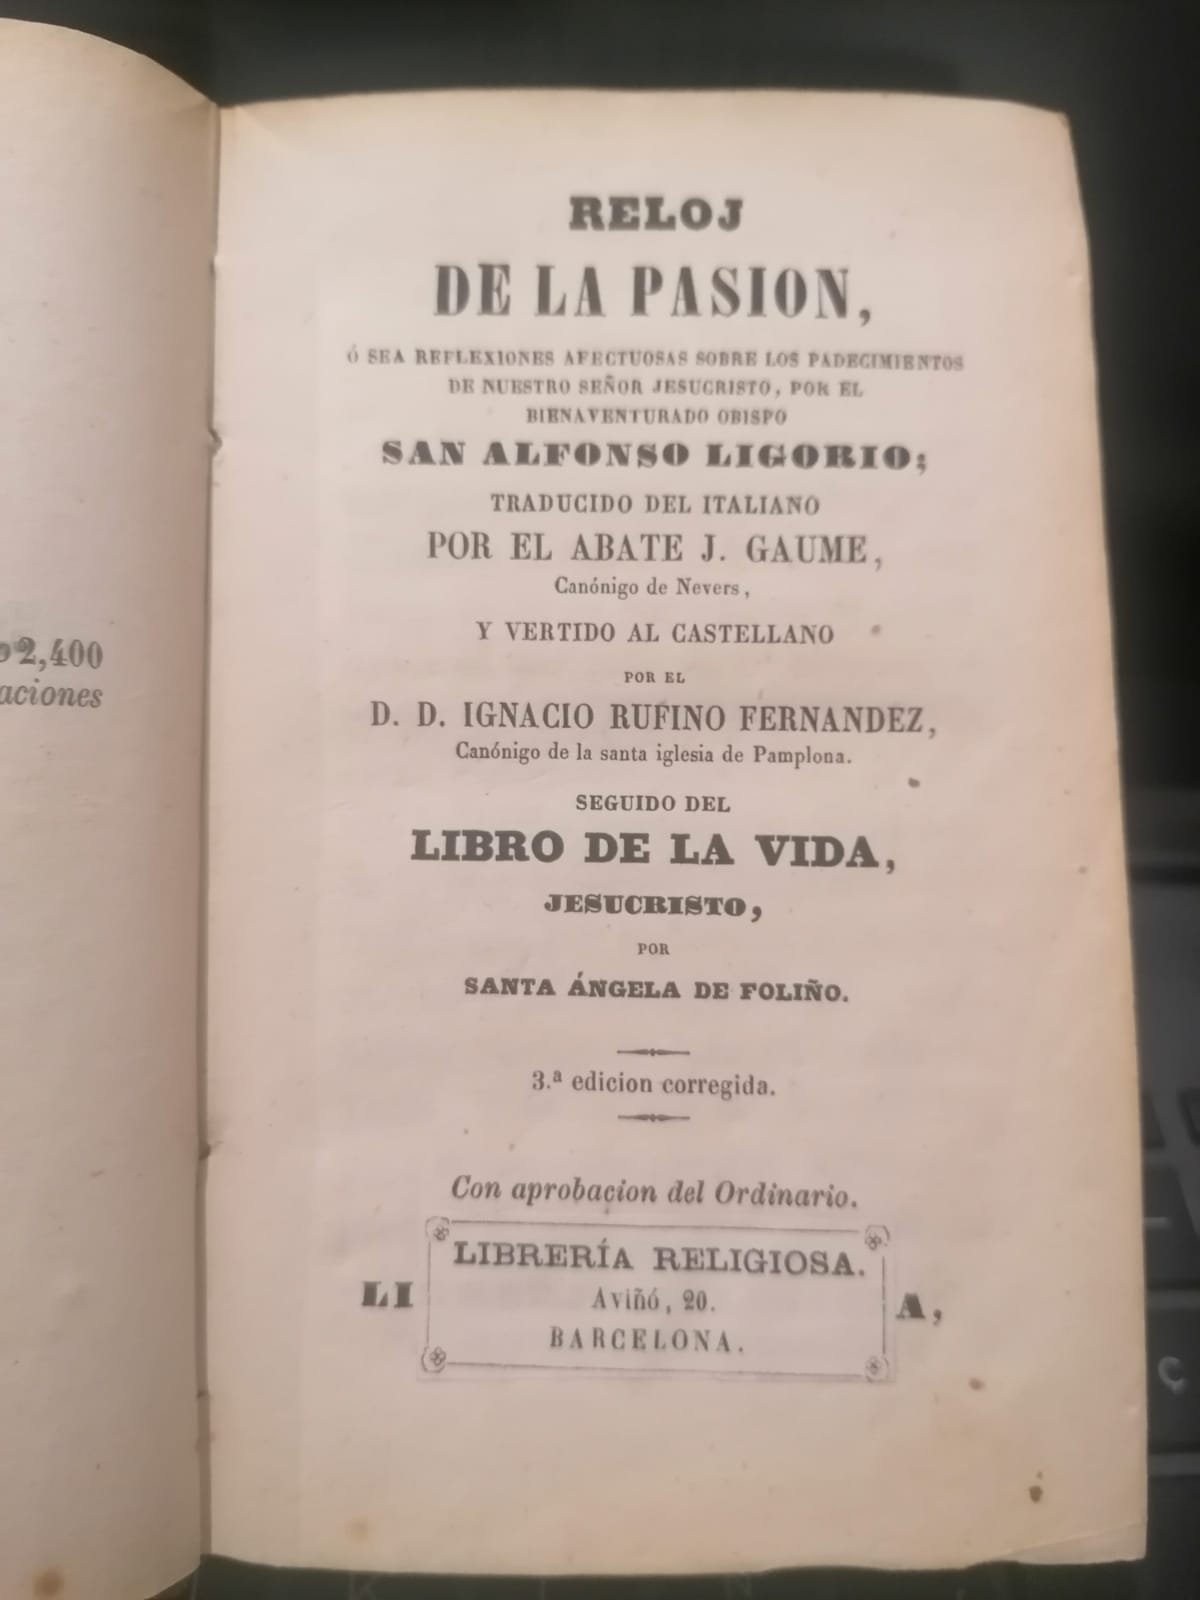 2,400
aciones
RELOJ
DE LA PASION,
Ó SEA REFLEXIONES AFECTUOSAS SOBRE LOS PADECIMIENTOS
DE NUESTRO SEÑOR JESUCRISTO, POR EL
BIENAVENTURADO OBISPO
SAN ALFONSO LIGORIO;
TRADUCIDO DEL ITALIANO
POR EL ABATE J. GAUME,
Canónigo de Nevers,
Y VERTIDO AL CASTELLANO
POR EL
D. D. IGNACIO RUFINO FERNANDEZ,
Canónigo de la santa iglesia de Pamplona.
SEGUIDO DEL
LIBRO DE LA VIDA,
JESUCRISTO,
POR
SANTA ÁNGELA DE FOLIÑO.
3.ª edicion corregida.
Con aprobacion del Ordinario.
LIBRERÍA RELIGIOSA.
LI Aviñó, 20. A,
BARCELONA.
Ç